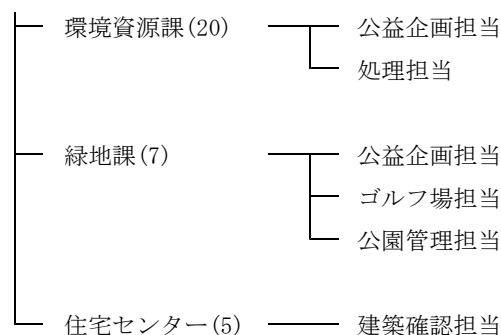 環境資源課(20) 公益企画担当
処理担当
緑地課(7) 公益企画担当
ゴルフ場担当
公園管理担当
住宅センター(5) 建築確認担当